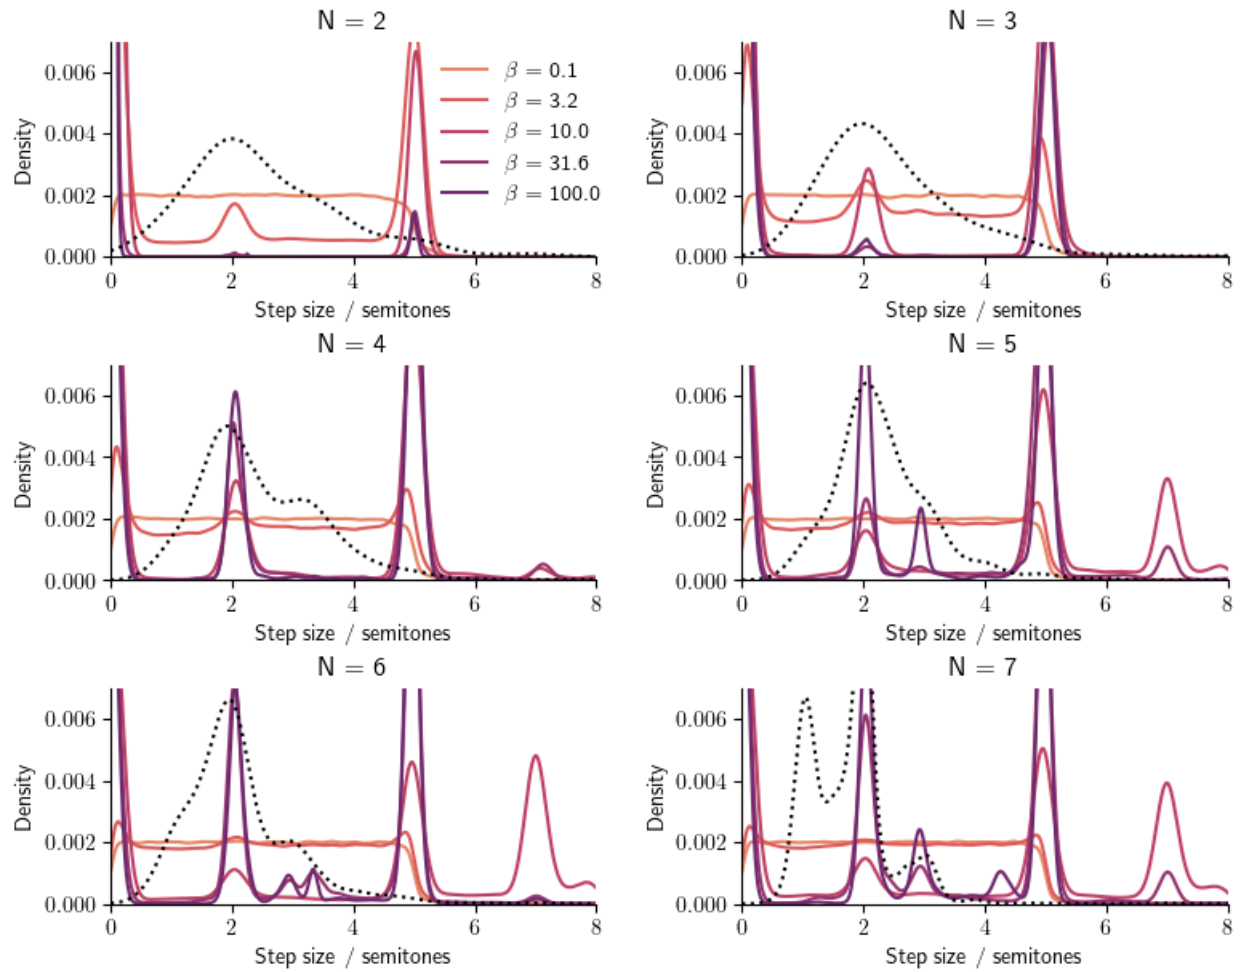 N = 2
Density
0.006
0.004
0.002
0.000
β = 0.1
β = 3.2
β = 10.0
β = 31.6
β = 100.0
0 2 4 6 8
Step size / semitones
N = 3
Density
0.006
0.004
0.002
0.000
0 2 4 6 8
Step size / semitones
N = 4
Density
0.006
0.004
0.002
0.000
0 2 4 6 8
Step size / semitones
N = 5
Density
0.006
0.004
0.002
0.000
0 2 4 6 8
Step size / semitones
N = 6
Density
0.006
0.004
0.002
0.000
0 2 4 6 8
Step size / semitones
N = 7
Density
0.006
0.004
0.002
0.000
0 2 4 6 8
Step size / semitones